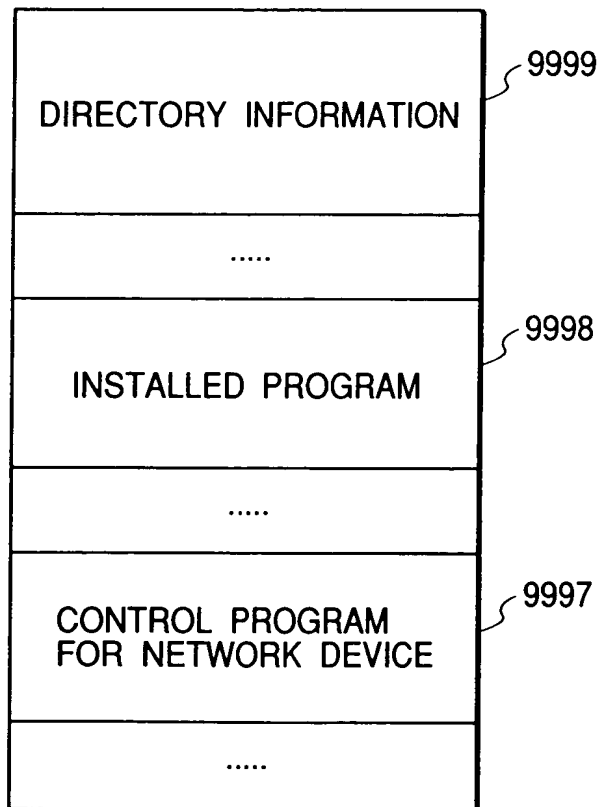 9999
DIRECTORY INFORMATION
.....
9998
INSTALLED PROGRAM
.....
9997
CONTROL PROGRAM
FOR NETWORK DEVICE
.....